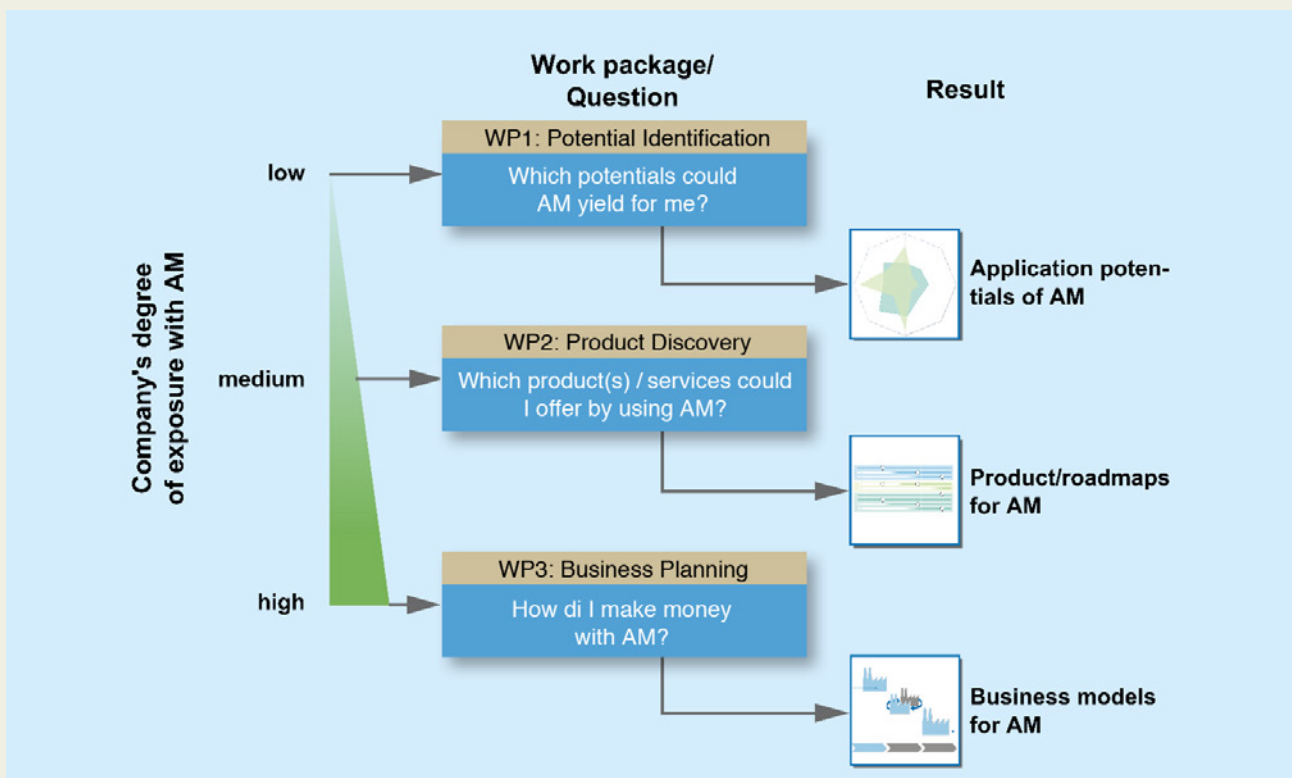 Work package/
Question
Result
WP1: Potential Identification
low
Which potentials could
AM yield for me?
Application poten-
tials of AM
Company's degree
of exposure with AM
WP2: Product Discovery
medium
Which product(s) / services could
I offer by using AM?
Product/roadmaps
for AM
WP3: Business Planning
high
How di I make money
with AM?
Business models
for AM